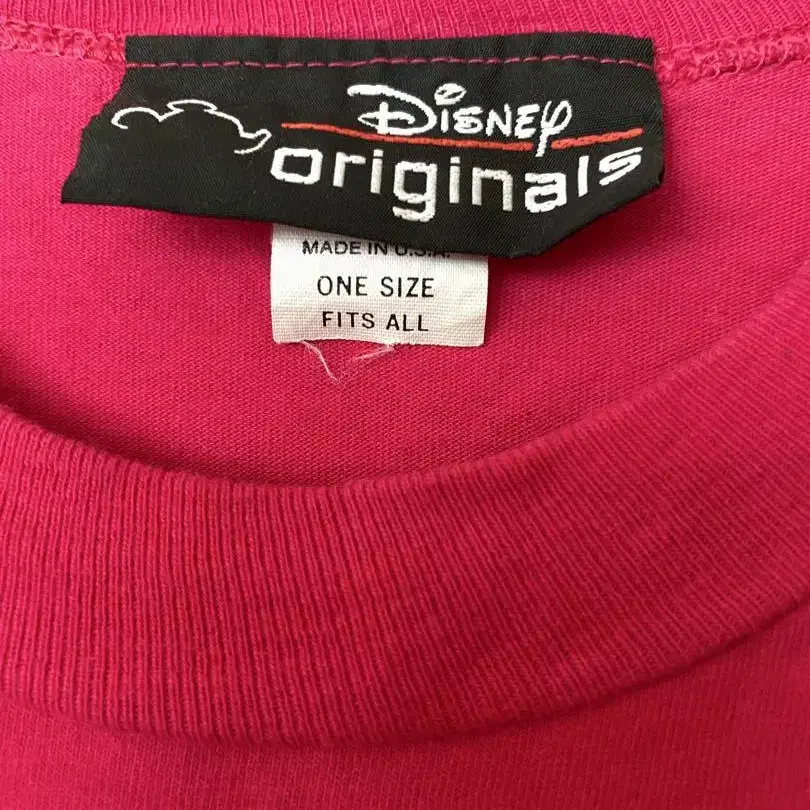 Disney
originals
MADE IN U.S.A.
ONE SIZE
FITS ALL